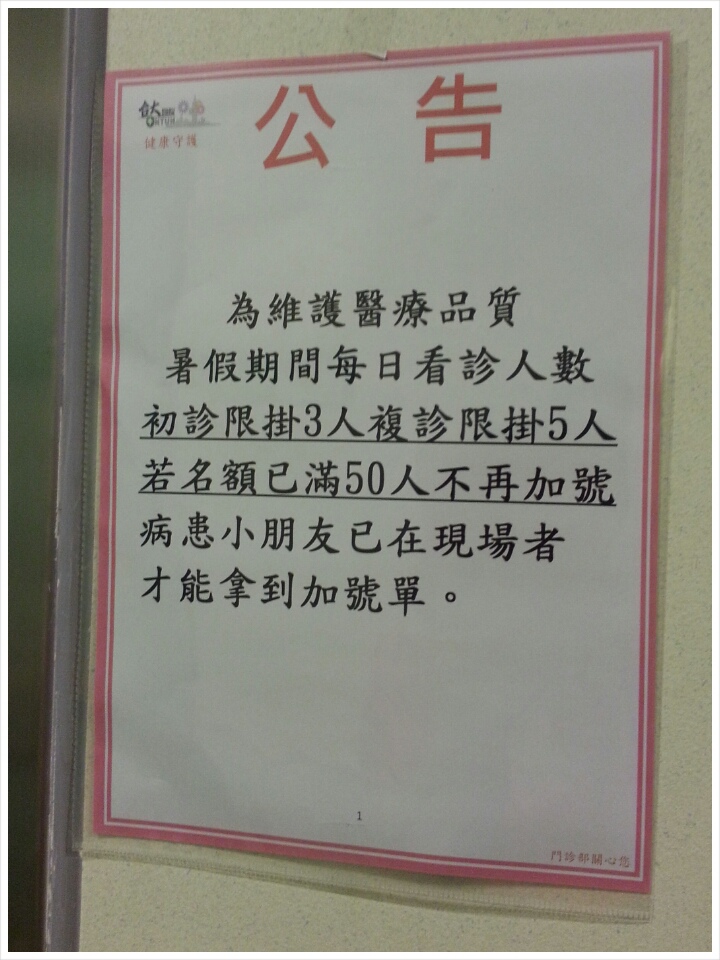 公告
健康守護
為維護醫療品質
暑假期間每日看診人數
初診限掛3人複診限掛5人
若名額已滿50人不再加號
病患小朋友已在現場者
才能拿到加號單。
1
門診部關心您